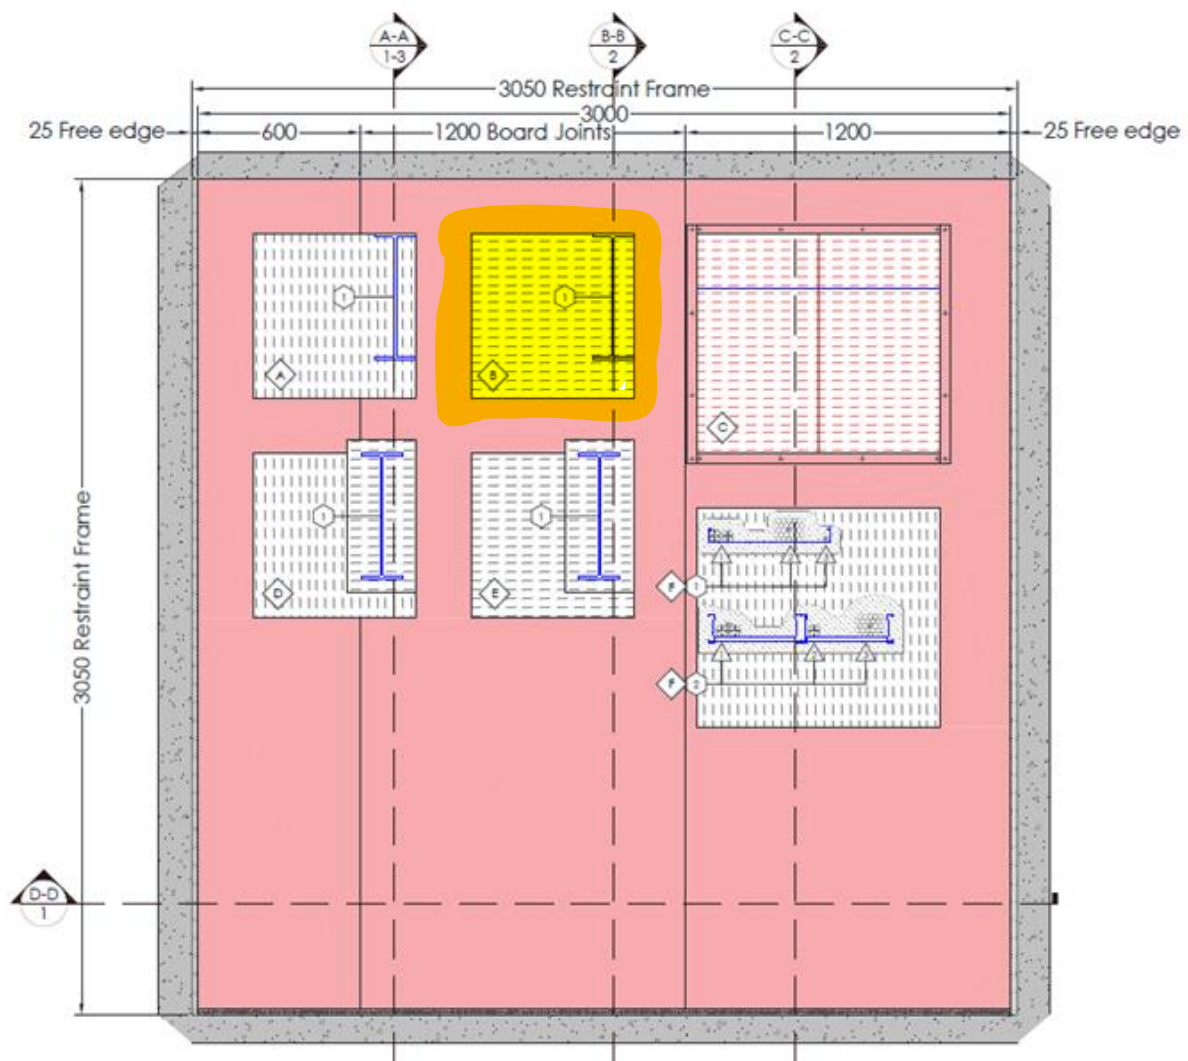 A-A
1-3
B-B
2
C-C
2
3050 Restraint Frame
3000
25 Free edge
600
1200 Board Joints
1200
25 Free edge
1
1
A
B
C
3050 Restraint Frame
1
1
D
E
F
1
F
2
D-D
1